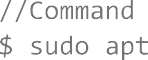 //Command
$ sudo apt